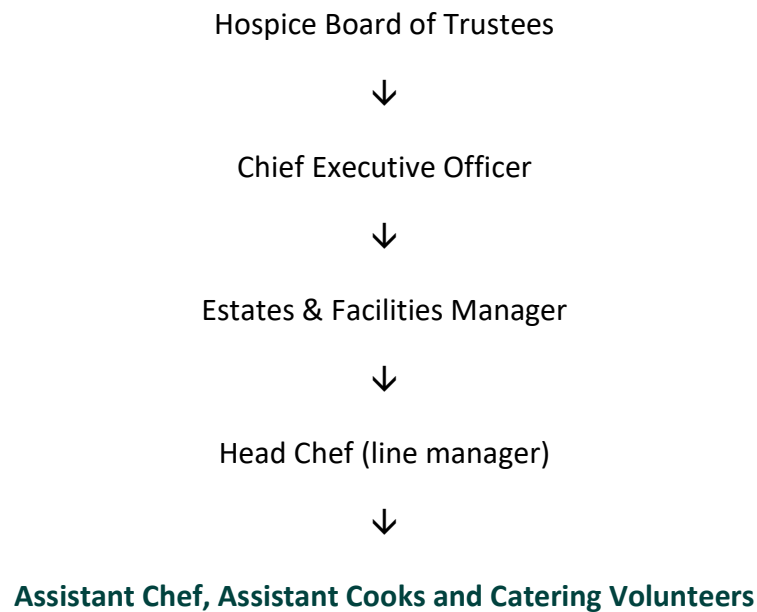 Hospice Board of Trustees
↓
Chief Executive Officer
↓
Estates & Facilities Manager
↓
Head Chef (line manager)
↓
Assistant Chef, Assistant Cooks and Catering Volunteers